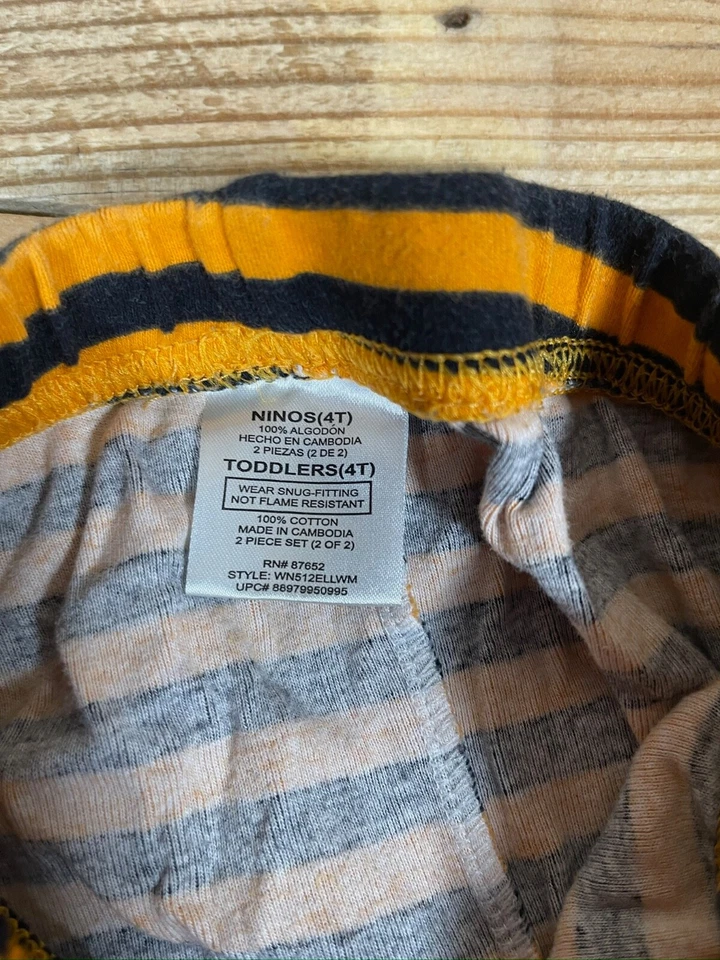 NINOS(4T)
100% ALGODÓN
HECHO EN CAMBODIA
2 PIEZAS (2 DE 2)
TODDLERS(4T)
WEAR SNUG-FITTING
NOT FLAME RESISTANT
100% COTTON
MADE IN CAMBODIA
2 PIECE SET (2 OF 2)
RN# 87652
STYLE: WN512ELLWM
UPC# 86979950995